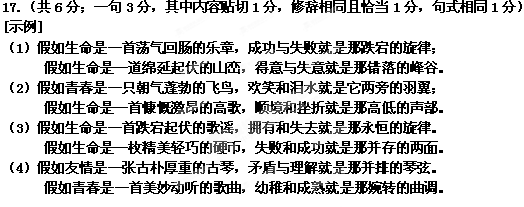 17.（共6分；一句3分，其中内容贴切1分，修辞相同且恰当1分，句式相同1分）
[示例]
（1）假如生命是一首荡气回肠的乐章，成功与失败就是那跌宕的旋律；
假如生命是一道绵延起伏的山峦，得意与失意就是那错落的峰谷。
（2）假如青春是一只朝气蓬勃的飞鸟，欢笑和泪水就是它两旁的羽翼；
假如青春是一首慷慨激昂的高歌，顺境和挫折就是那高低的声部。
（3）假如生命是一首跌宕起伏的歌谣，拥有和失去就是那永恒的旋律。
假如生命是一枚精美轻巧的硬币，失败和成功就是那并存的两面。
（4）假如友情是一张古朴厚重的古琴，矛盾与理解就是那并排的琴弦。
假如青春是一首美妙动听的歌曲，幼稚和成熟就是那婉转的曲调。